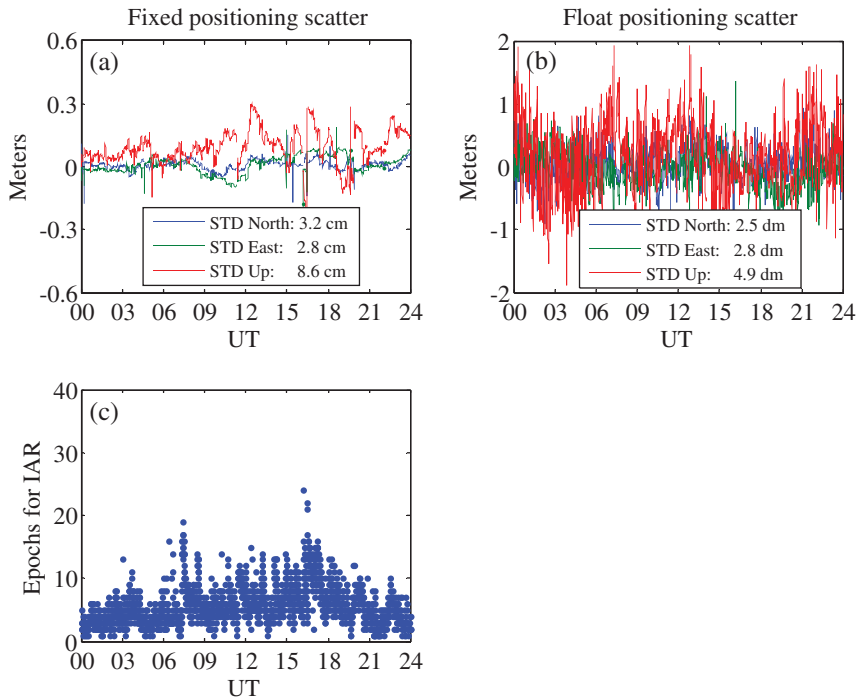 Fixed positioning scatter
Float positioning scatter
(a)
Meters
0.6
0.3
0
-0.3
-0.6
STD North: 3.2 cm
STD East: 2.8 cm
STD Up: 8.6 cm
00 03 06 09 12 15 18 21 24
UT
(b)
Meters
2
1
0
-1
-2
STD North: 2.5 dm
STD East: 2.8 dm
STD Up: 4.9 dm
00 03 06 09 12 15 18 21 24
UT
(c)
Epochs for IAR
40
30
20
10
0
00 03 06 09 12 15 18 21 24
UT